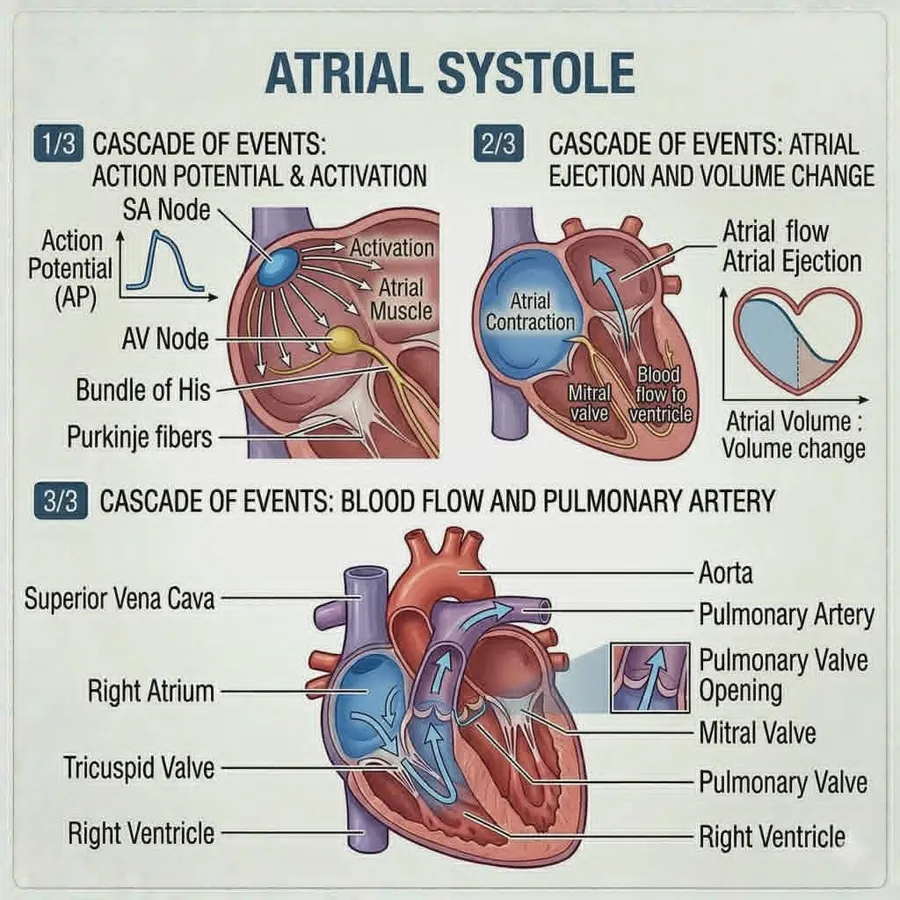 ATRIAL SYSTOLE
1/3 CASCADE OF EVENTS:
ACTION POTENTIAL & ACTIVATION
SA Node
Action
Potential
(AP)
Activation
Atrial
Muscle
AV Node
Bundle of His
Purkinje fibers
2/3 CASCADE OF EVENTS: ATRIAL
EJECTION AND VOLUME CHANGE
Atrial flow
Atrial Ejection
Atrial
Contraction
Mitral
valve
Blood
flow to
ventricle
Atrial Volume :
Volume change
3/3 CASCADE OF EVENTS: BLOOD FLOW AND PULMONARY ARTERY
Superior Vena Cava
Right Atrium
Tricuspid Valve
Right Ventricle
Aorta
Pulmonary Artery
Pulmonary Valve
Opening
Mitral Valve
Pulmonary Valve
Right Ventricle